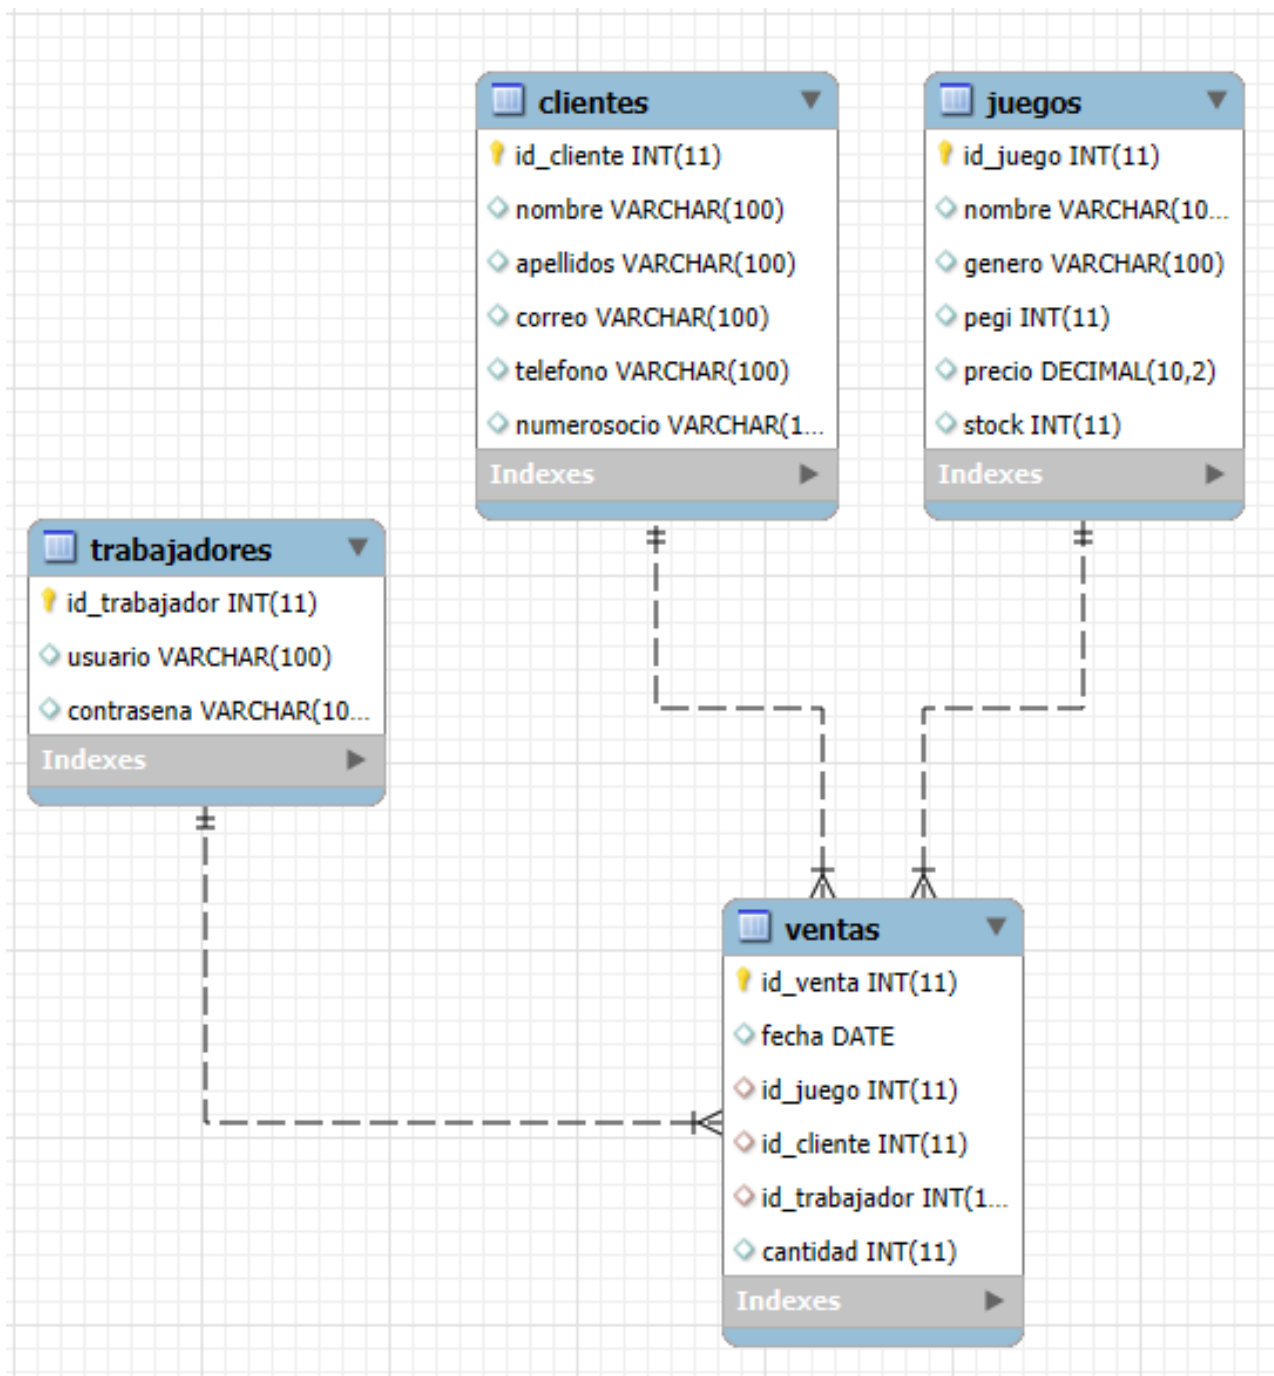 clientes
id_cliente INT(11)
nombre VARCHAR(100)
apellidos VARCHAR(100)
correo VARCHAR(100)
telefono VARCHAR(100)
numerosocio VARCHAR(1...
Indexes
juegos
id_juego INT(11)
nombre VARCHAR(10...
genero VARCHAR(100)
pegi INT(11)
precio DECIMAL(10,2)
stock INT(11)
Indexes
trabajadores
id_trabajador INT(11)
usuario VARCHAR(100)
contrasena VARCHAR(10...
Indexes
ventas
id_venta INT(11)
fecha DATE
id_juego INT(11)
id_cliente INT(11)
id_trabajador INT(1...
cantidad INT(11)
Indexes